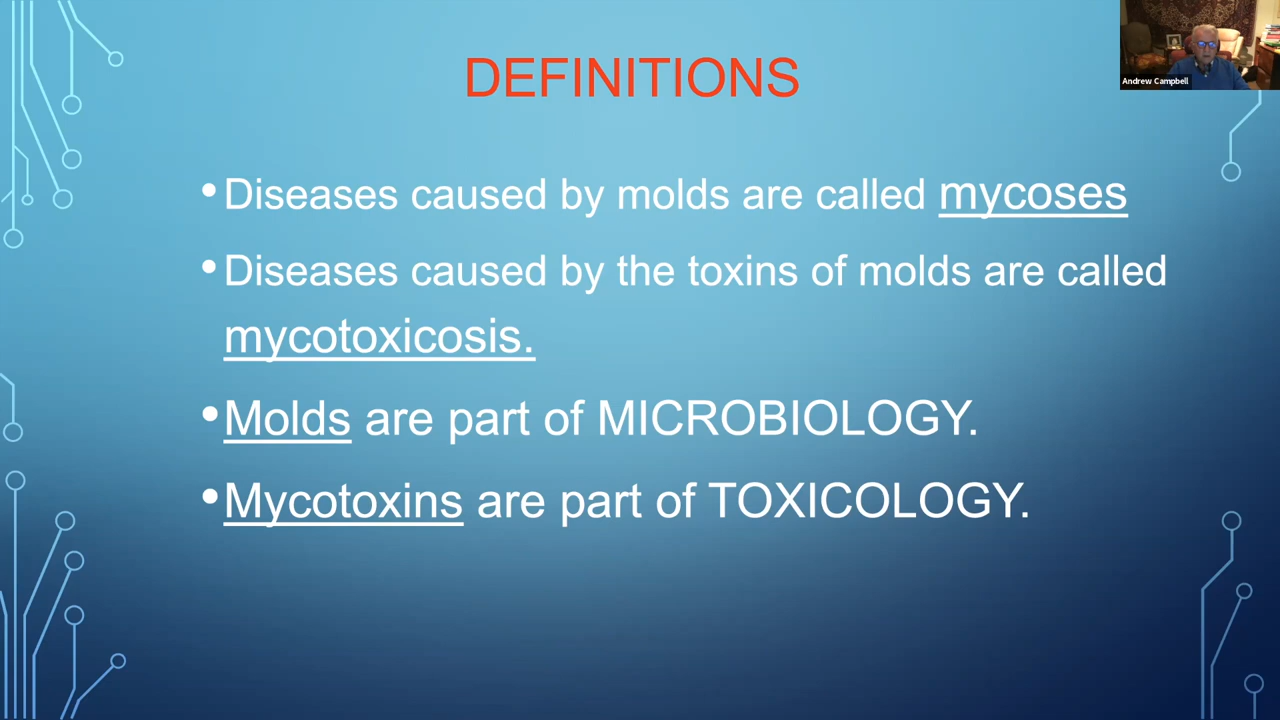 DEFINITIONS
Andrew Campbell
• Diseases caused by molds are called mycoses
• Diseases caused by the toxins of molds are called
mycotoxicosis.
• Molds are part of MICROBIOLOGY.
• Mycotoxins are part of TOXICOLOGY.